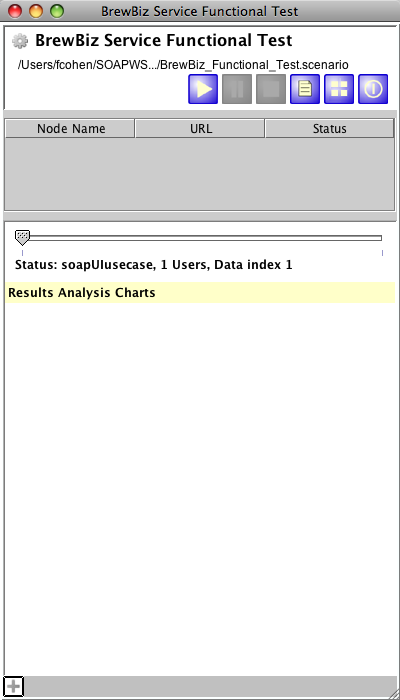 BrewBiz Service Functional Test
BrewBiz Service Functional Test
/Users/fcohen/SOAPWS.../BrewBiz_Functional_Test.scenario
Node Name URL Status
Status: soapUIusecase, 1 Users, Data index 1
Results Analysis Charts